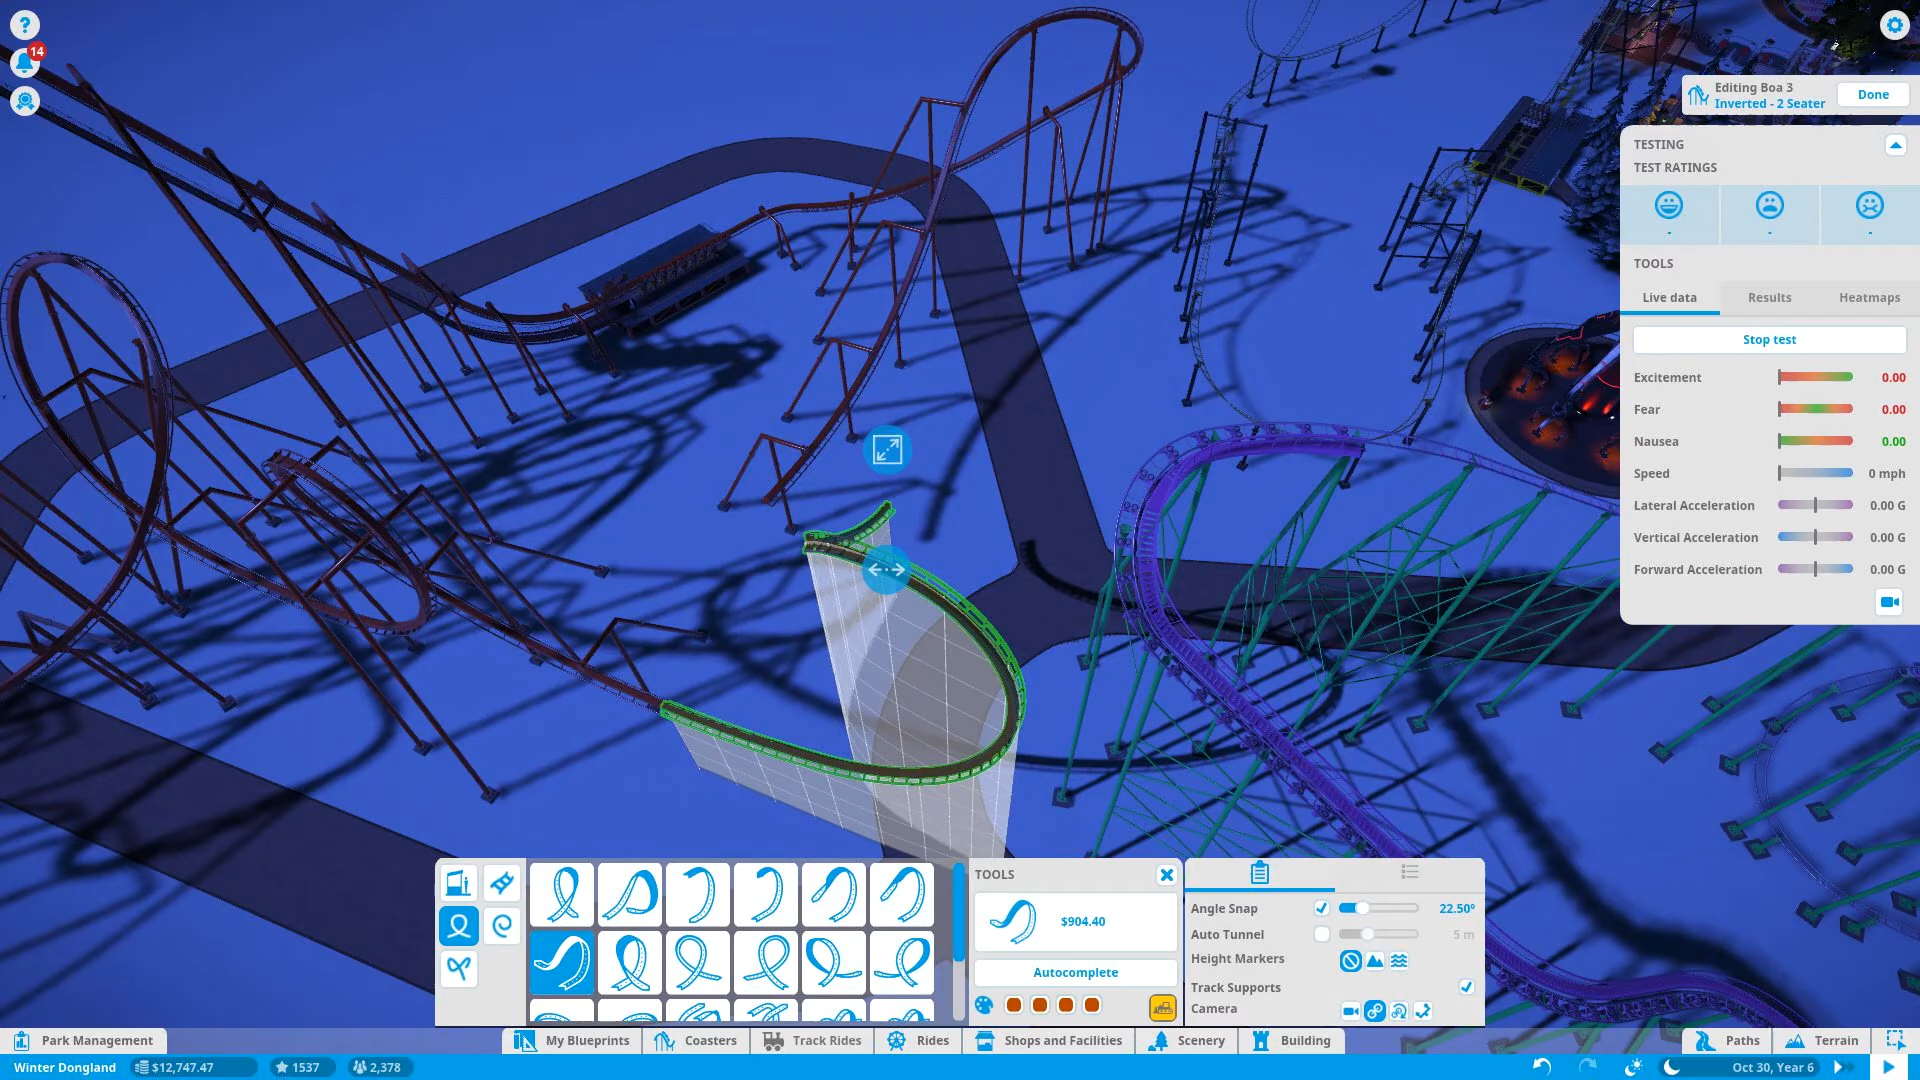 ?
14
Editing Boa 3
Inverted - 2 Seater
Done
TESTING
TEST RATINGS
-
-
-
TOOLS
Live data
Results
Heatmaps
Stop test
Excitement 0.00
Fear 0.00
Nausea 0.00
Speed 0 mph
Lateral Acceleration 0.00 G
Vertical Acceleration 0.00 G
Forward Acceleration 0.00 G
TOOLS
$904.40
Autocomplete
Angle Snap 22.50°
Auto Tunnel 5 m
Height Markers
Track Supports
Camera
Park Management
My Blueprints
Coasters
Track Rides
Rides
Shops and Facilities
Scenery
Building
Paths
Terrain
Winter Dongland
$12,747.47
1537
2,378
Oct 30, Year 6